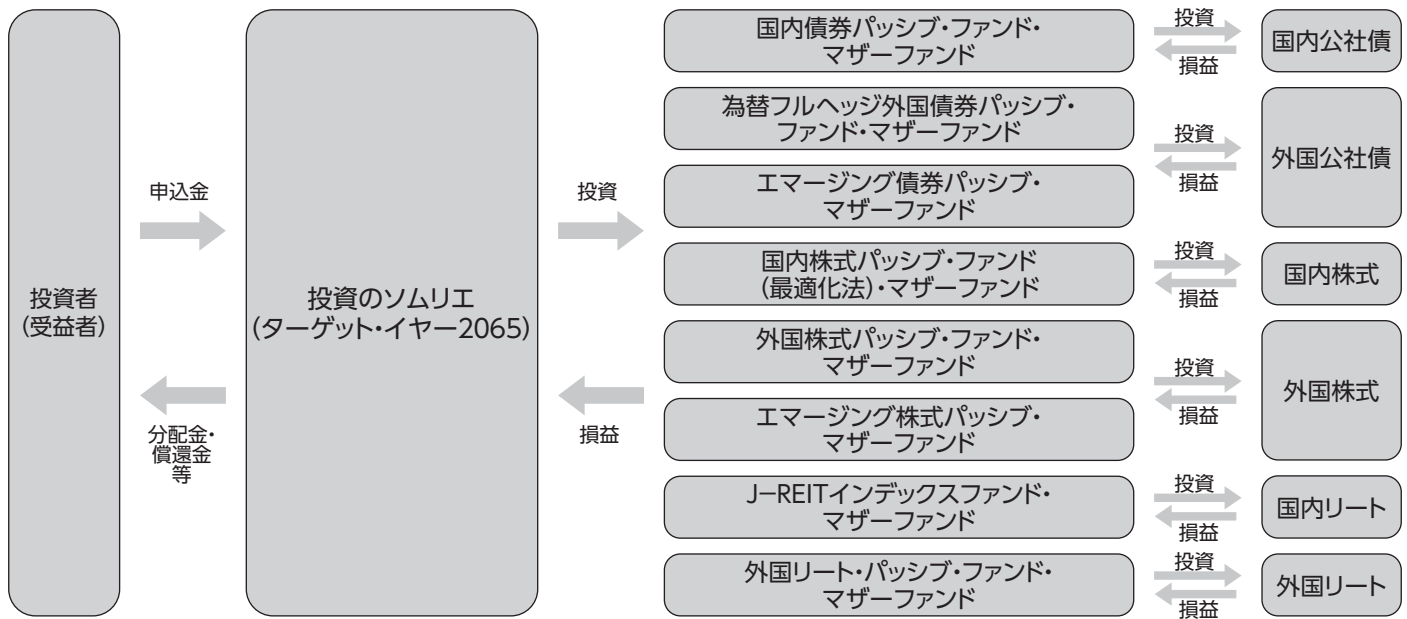 投資者
(受益者)
申込金
分配金・
償還金
等
投資のソムリエ
(ターゲット・イヤー2065)
投資
損益
国内債券パッシブ・ファンド・
マザーファンド
投資
損益
国内公社債
為替フルヘッジ外国債券パッシブ・
ファンド・マザーファンド
エマージング債券パッシブ・
マザーファンド
投資
損益
外国公社債
国内株式パッシブ・ファンド
(最適化法)・マザーファンド
投資
損益
国内株式
外国株式パッシブ・ファンド・
マザーファンド
エマージング株式パッシブ・
マザーファンド
投資
損益
外国株式
J-REITインデックスファンド・
マザーファンド
投資
損益
国内リート
外国リート・パッシブ・ファンド・
マザーファンド
投資
損益
外国リート